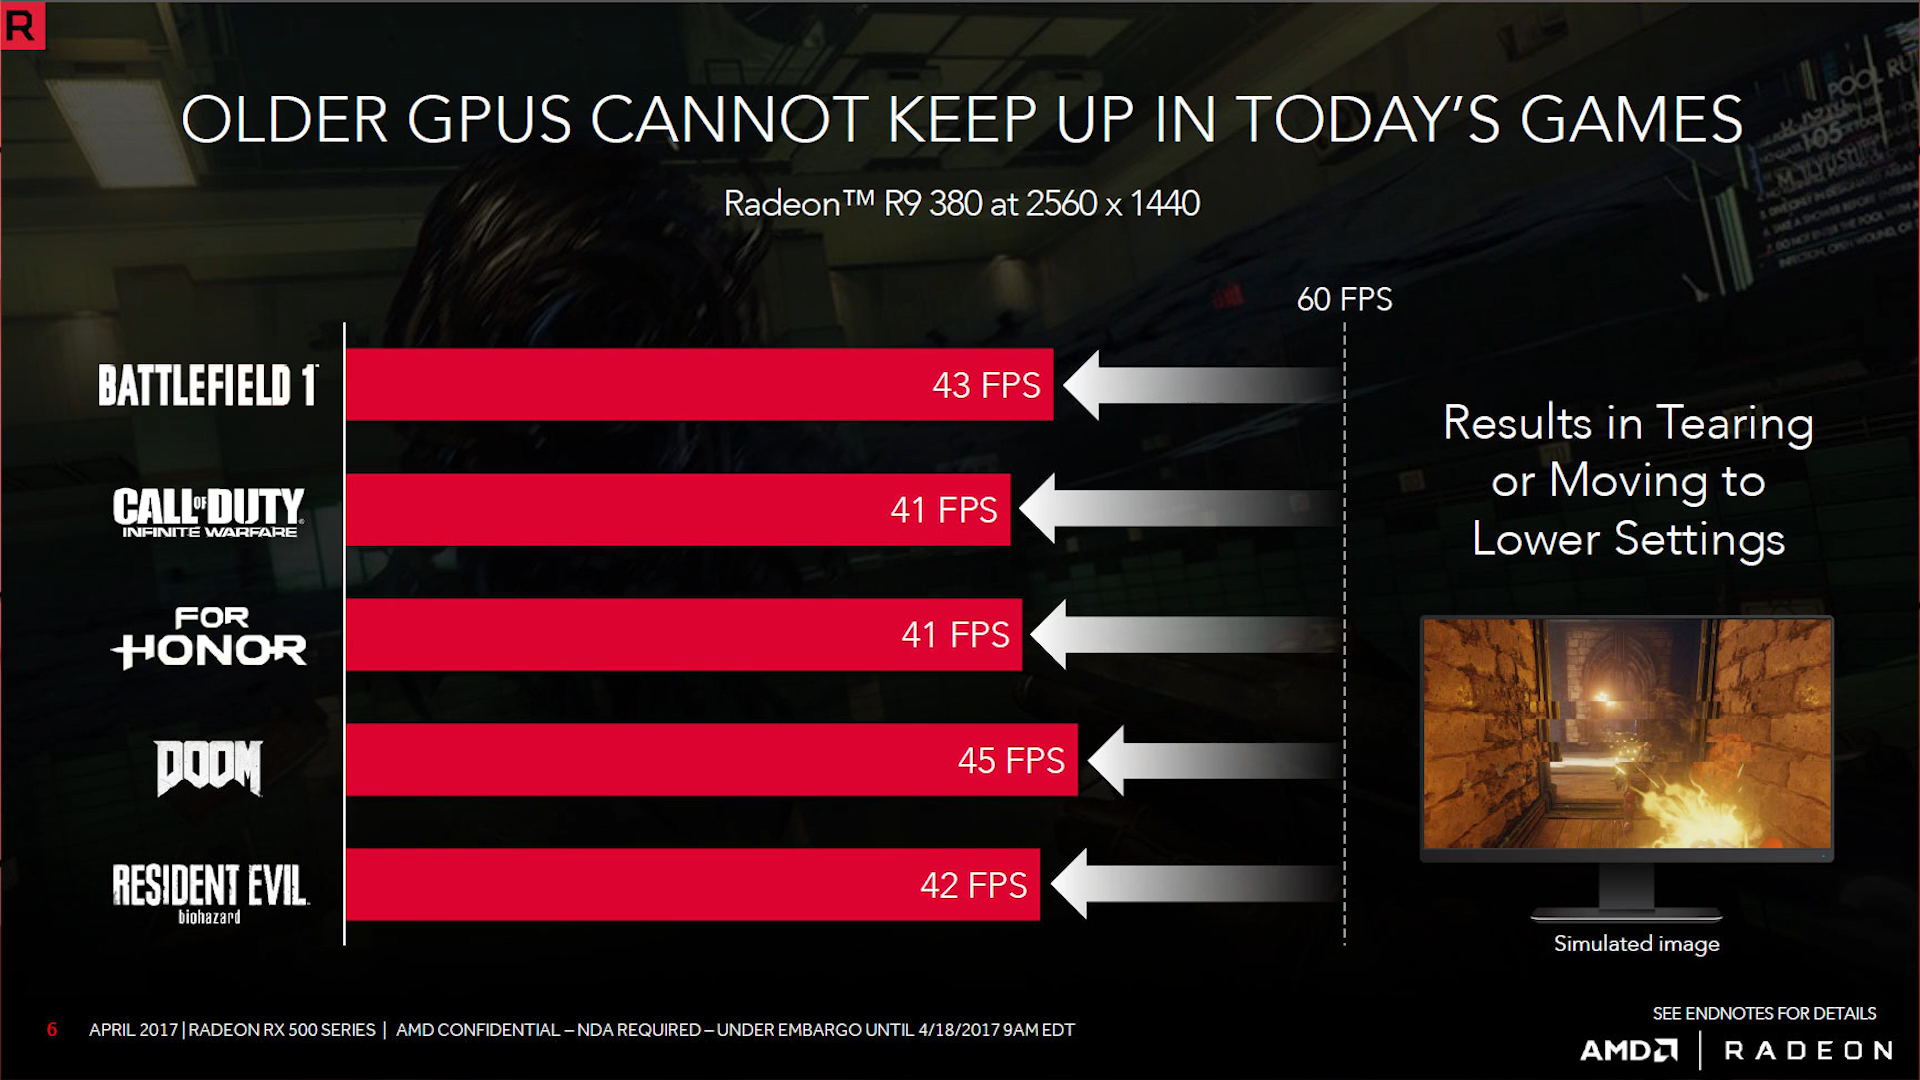 R
OLDER GPUS CANNOT KEEP UP IN TODAY'S GAMES
Radeon™ R9 380 at 2560 x 1440
60 FPS
BATTLEFIELD 1
43 FPS
CALL OF DUTY
INFINITE WARFARE
41 FPS
FOR
HONOR
41 FPS
DOOM
45 FPS
RESIDENT EVIL
biohazard
42 FPS
Results in Tearing
or Moving to
Lower Settings
Simulated image
SEE ENDNOTES FOR DETAILS
6 APRIL 2017 | RADEON RX 500 SERIES | AMD CONFIDENTIAL – NDA REQUIRED – UNDER EMBARGO UNTIL 4/18/2017 9AM EDT
AMD | RADEON